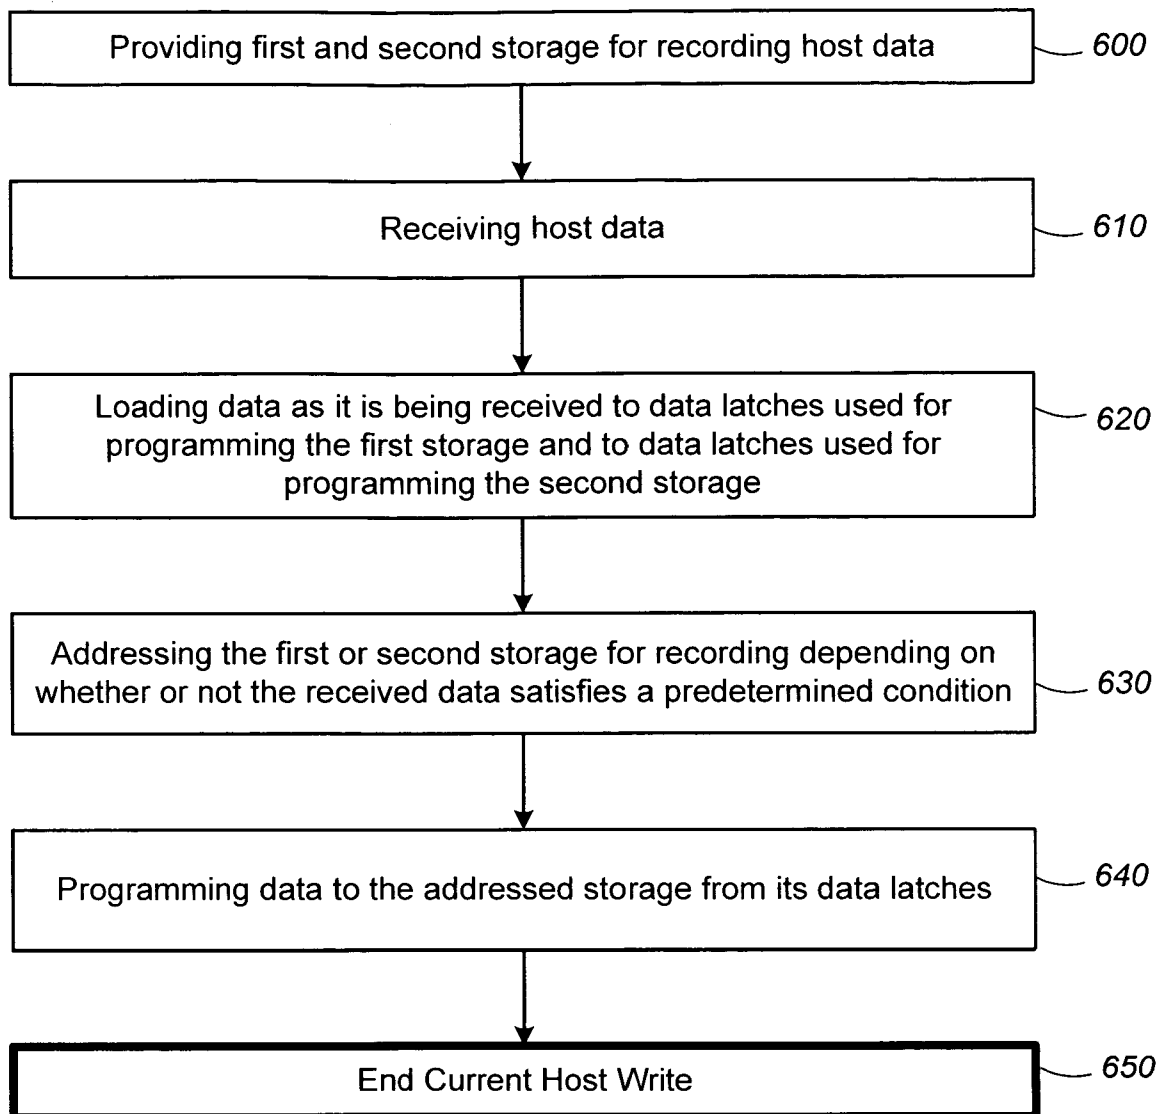 Providing first and second storage for recording host data
600
Receiving host data
610
Loading data as it is being received to data latches used for
programming the first storage and to data latches used for
programming the second storage
620
Addressing the first or second storage for recording depending on
whether or not the received data satisfies a predetermined condition
630
Programming data to the addressed storage from its data latches
640
End Current Host Write
650